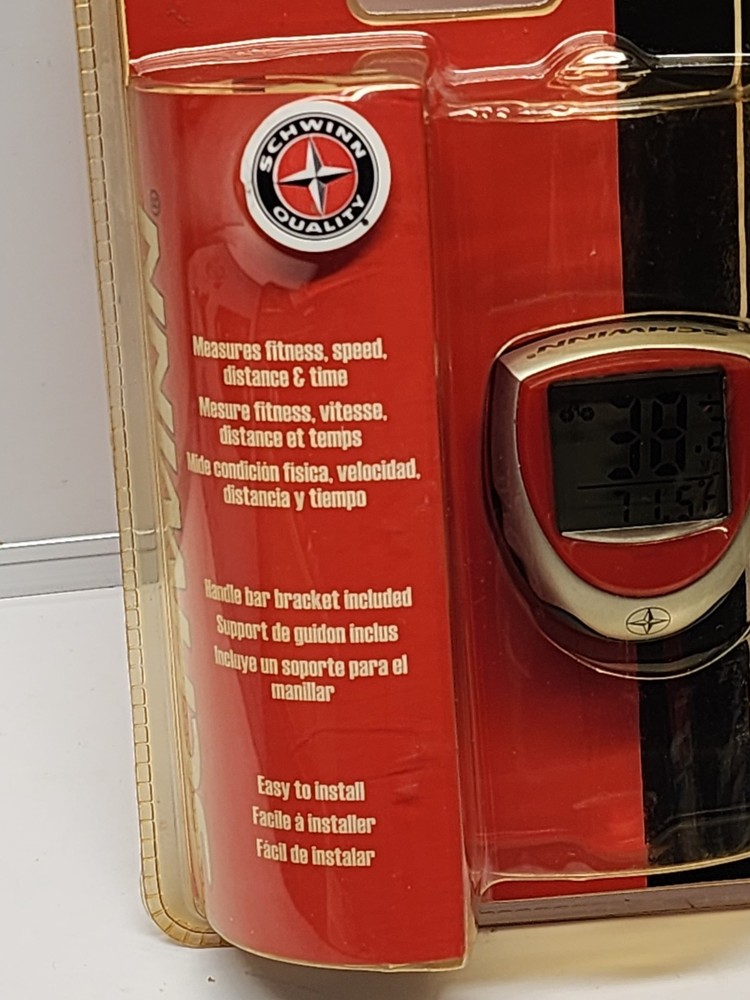 SCHWINN
QUALITY
Measures fitness, speed,
distance & time
Mesure fitness, vitesse,
distance et temps
Mide condición fisica, velocidad,
distancia y tiempo
Handle bar bracket included
Support de guidon inclus
Incluye un soporte para el
manillar
Easy to install
Facile à installer
Fácil de instalar
SCHWINN
SCHWINN